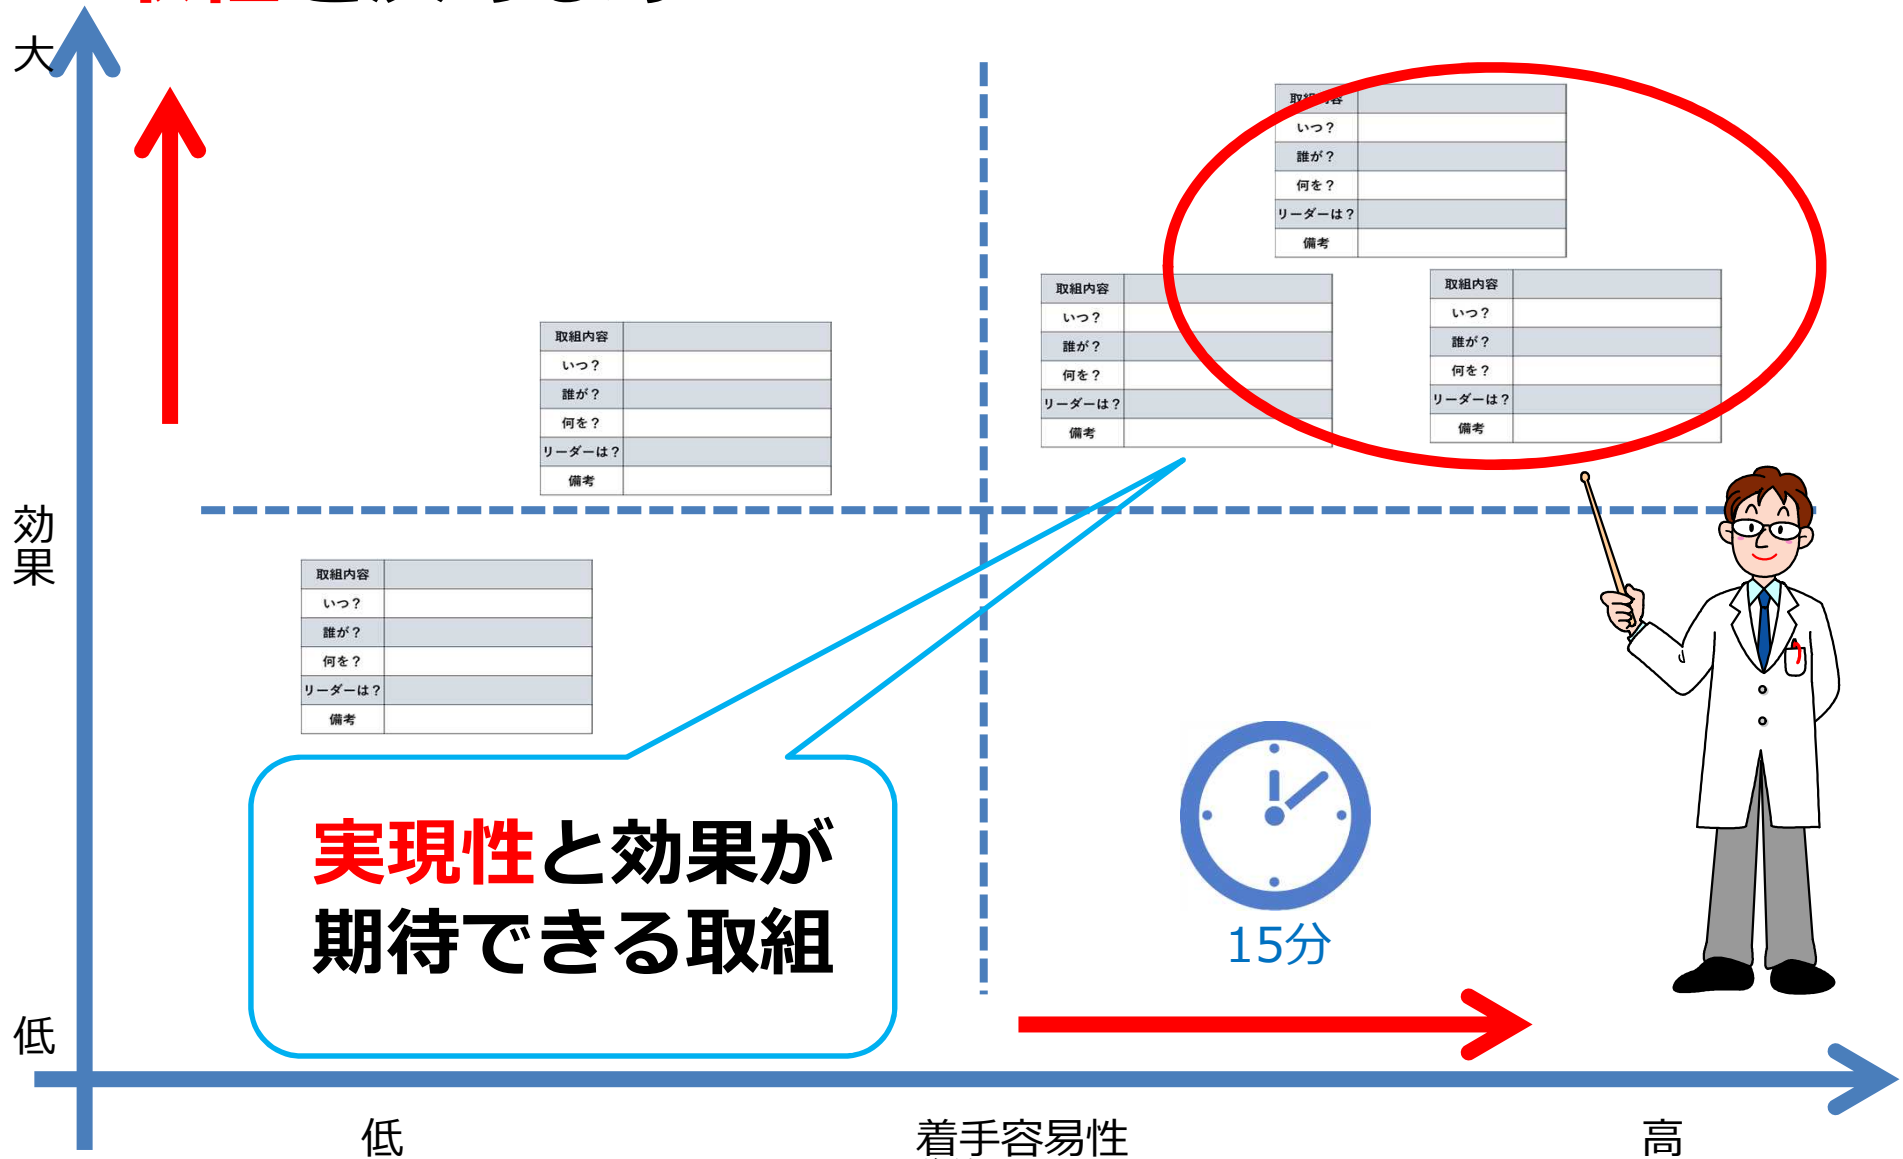 大
取組内容
いつ？
誰が？
何を？
リーダーは？
備考
取組内容
いつ？
誰が？
何を？
リーダーは？
備考
取組内容
いつ？
誰が？
何を？
リーダーは？
備考
取組内容
いつ？
誰が？
何を？
リーダーは？
備考
効果
取組内容
いつ？
誰が？
何を？
リーダーは？
備考
実現性と効果が
期待できる取組
15分
低
低
着手容易性
高